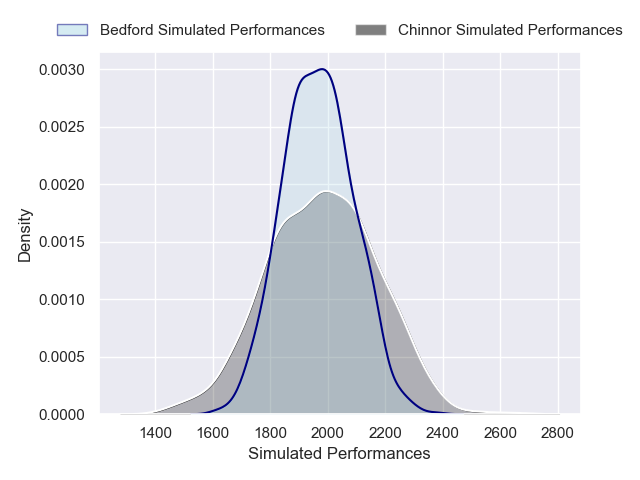 Bedford Simulated Performances Chinnor Simulated Performances
0.0030
0.0025
0.0020
0.0015
0.0010
0.0005
0.0000
Density
1400 1600 1800 2000 2200 2400 2600 2800
Simulated Performances